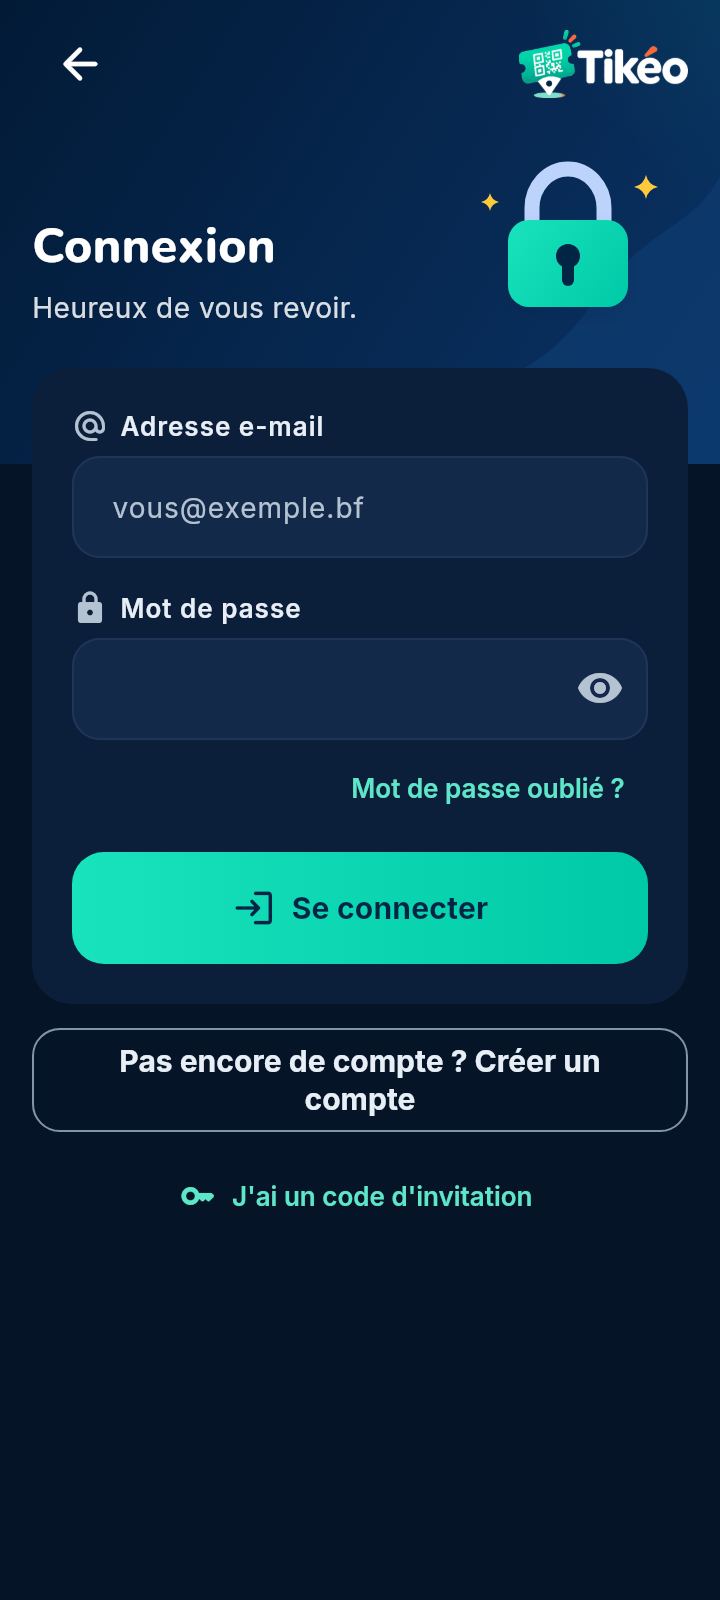 Tikéo
Connexion
Heureux de vous revoir.
Adresse e-mail
vous@exemple.bf
Mot de passe
Mot de passe oublié ?
Se connecter
Pas encore de compte ? Créer un
compte
J'ai un code d'invitation